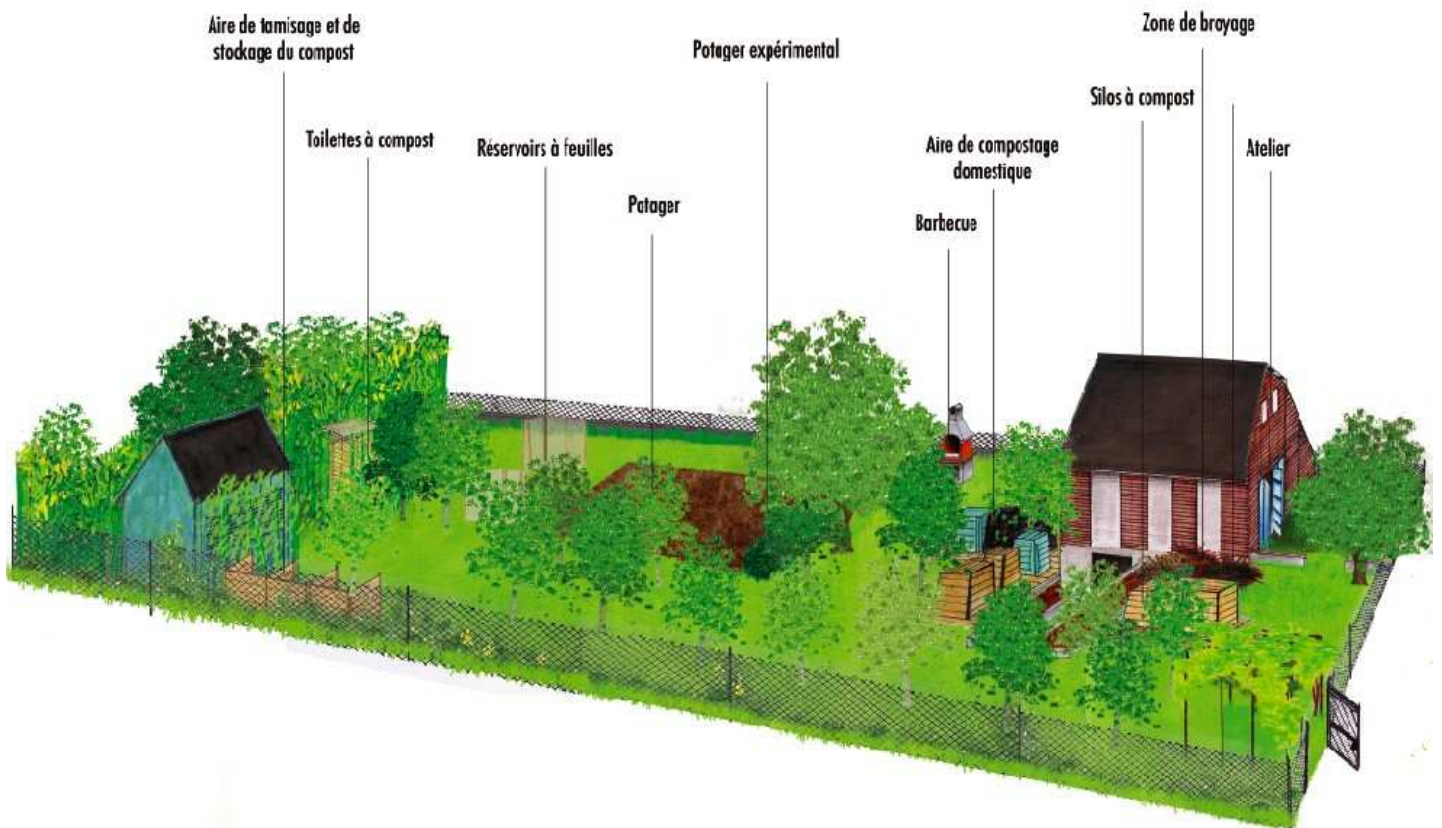 Aire de tamisage et de
stockage du compost
Toilettes à compost
Réservoirs à feuilles
Potager
Potager expérimental
Barbecue
Aire de compostage
domestique
Silos à compost
Zone de broyage
Atelier